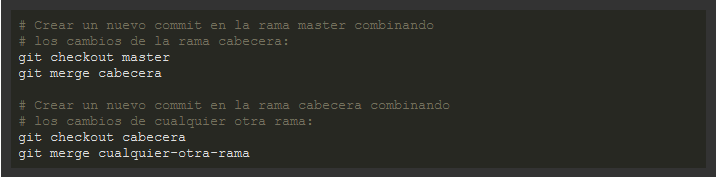 # Crear un nuevo commit en la rama master combinando
# los cambios de la rama cabecera:
git checkout master
git merge cabecera
# Crear un nuevo commit en la rama cabecera combinando
# los cambios de cualquier otra rama:
git checkout cabecera
git merge cualquier-otra-rama